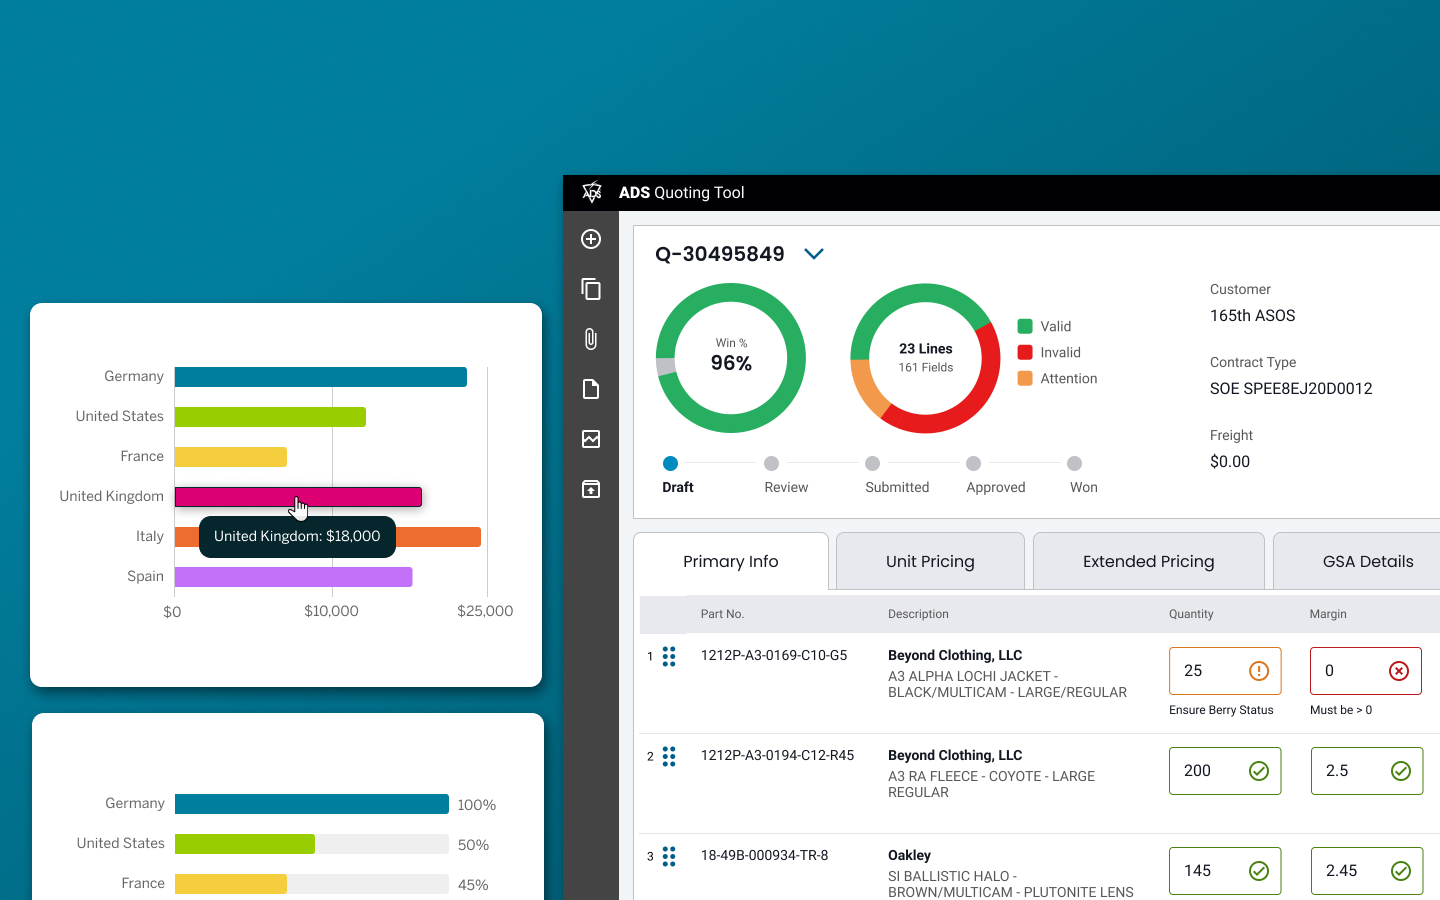 Germany
United States
France
United Kingdom
Italy
Spain
United Kingdom: $18,000
$0
$10,000
$25,000
Germany
100%
United States
50%
France
45%
ADS
ADS Quoting Tool
Q-30495849
Win %
96%
23 Lines
161 Fields
Valid
Invalid
Attention
Draft
Review
Submitted
Approved
Won
Customer
165th ASOS
Contract Type
SOE SPEE8EJ20D0012
Freight
$0.00
Primary Info
Unit Pricing
Extended Pricing
GSA Details
Part No.
Description
Quantity
Margin
1
1212P-A3-0169-C10-G5
Beyond Clothing, LLC
A3 ALPHA LOCHI JACKET -
BLACK/MULTICAM - LARGE/REGULAR
25
Ensure Berry Status
0
Must be > 0
2
1212P-A3-0194-C12-R45
Beyond Clothing, LLC
A3 RA FLEECE - COYOTE - LARGE
REGULAR
200
2.5
3
18-49B-000934-TR-8
Oakley
SI BALLISTIC HALO -
BROWN/MULTICAM - PLUTONITE LENS
145
2.45